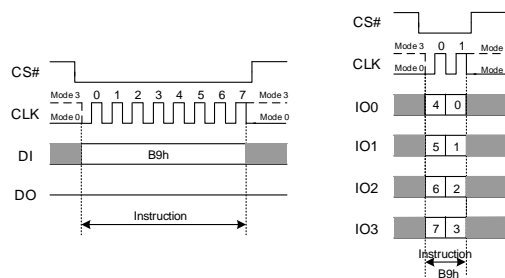 CS#
Mode 3 0 1 2 3 4 5 6 7 Mode 3
CLK Mode 0 Mode 0
DI B9h
DO
Instruction
CS#
Mode 3 0 1 Mode
CLK Mode 0 Mode
IO0 4 0
IO1 5 1
IO2 6 2
IO3 7 3
Instruction
B9h